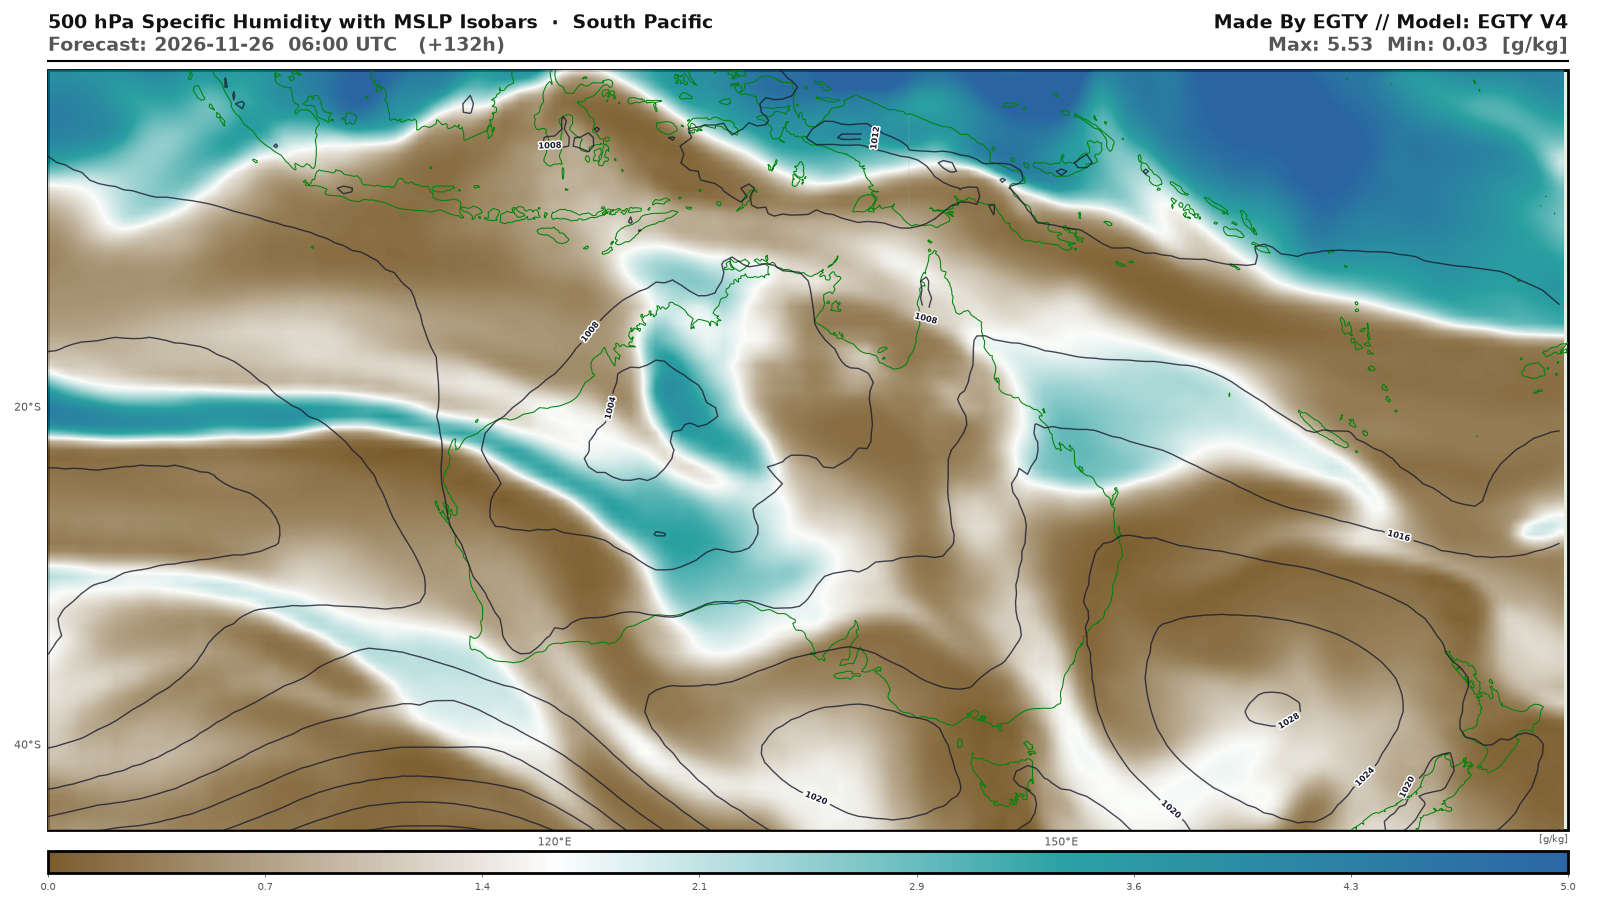 500 hPa Specific Humidity with MSLP Isobars · South Pacific
Made By EGTY // Model: EGTY V4
Forecast: 2026-11-26 06:00 UTC (+132h)
Max: 5.53 Min: 0.03 [g/kg]
1012
1008
1008
1008
1004
20°S
1016
1028
40°S
1024
1020
1020
1020
120°E
150°E
[g/kg]
0.0
0.7
1.4
2.1
2.9
3.6
4.3
5.0